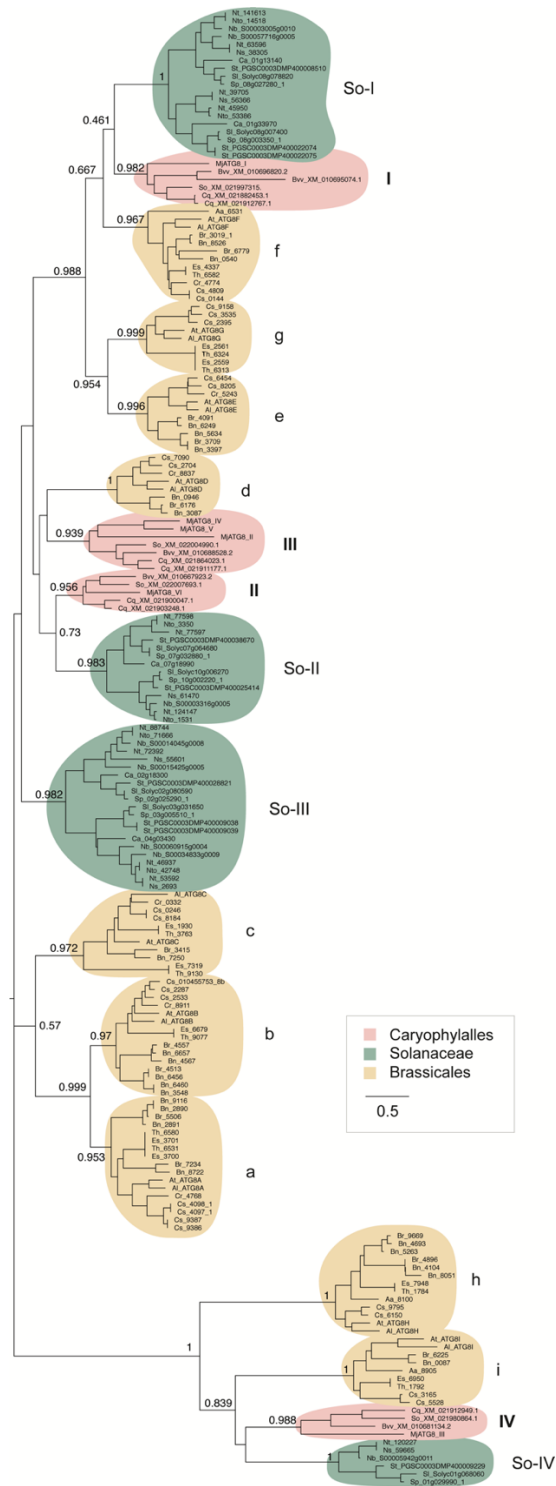 Nt_141613
Nto_14518
Nb_S00003005g0010
Nb_S00057716g0005
Nt_63596
Ns_38305
Ca_01g13140
St_PGSC0003DMP400008510
Sl_Solyc08g078820
Sp_08g027280_1
Nt_39705
Ns_56366
Nt_45950
Nto_53386
Ca_01g33970
Sl_Solyc08g007400
Sp_08g003350_1
St_PGSC0003DMP400022074
St_PGSC0003DMP400022075
1
So-I
0.461
MjATG8_I
Bvv_XM_010696820.2
Bvv_XM_010695074.1
So_XM_021997315.
Cq_XM_021882453.1
Cq_XM_021912767.1
0.982
I
0.667
Aa_6531
At_ATG8F
Al_ATG8F
Br_3019_1
Bn_8526
Br_6779
Bn_0540
Es_4337
Th_6582
Cr_4774
Cs_4809
Cs_0144
0.967
f
0.988
Cs_9158
Cs_3535
Cs_2395
At_ATG8G
Al_ATG8G
Es_2561
Th_6324
Es_2559
Th_6313
0.999
g
0.954
Cs_6454
Cs_8205
Cr_5243
At_ATG8E
Al_ATG8E
Br_4091
Bn_6249
Bn_5634
Br_3709
Bn_3397
0.996
e
Cs_7090
Cs_2704
Cr_8837
At_ATG8D
Al_ATG8D
Bn_0946
Br_6176
Bn_3087
1
d
MjATG8_IV
MjATG8_V
MjATG8_II
So_XM_022004990.1
Bvv_XM_010688528.2
Cq_XM_021864023.1
Cq_XM_021911177.1
0.939
III
Bvv_XM_010667923.2
So_XM_022007693.1
MjATG8_VI
Cq_XM_021900047.1
Cq_XM_021903248.1
0.956
II
0.73
Nt_77598
Nto_3350
Nt_77597
St_PGSC0003DMP400038670
Sl_Solyc07g064680
Sp_07g032880_1
Ca_07g18990
Sl_Solyc10g006270
Sp_10g002220_1
St_PGSC0003DMP400025414
Ns_61470
Nb_S00003316g0005
Nt_124147
Nto_1531
0.983
So-II
Nt_88744
Nto_71666
Nb_S00014045g0008
Nt_72392
Ns_55601
Nb_S00015425g0005
Ca_02g18300
St_PGSC0003DMP400028821
Sl_Solyc02g080590
Sp_02g025290_1
Sl_Solyc03g031650
Sp_03g005510_1
St_PGSC0003DMP400009038
St_PGSC0003DMP400009039
Ca_04g03430
Nb_S00060915g0004
Nb_S00034833g0009
Nt_46937
Nto_42748
Nt_53592
Ns_2693
0.982
So-III
Al_ATG8C
Cr_0332
Cs_0246
Cs_8184
Es_1930
Th_3763
At_ATG8C
Br_3415
Bn_7250
Es_7319
Th_9130
0.972
c
0.57
Cs_010455753_8b
Cs_2287
Cs_2533
Cr_8911
At_ATG8B
Al_ATG8B
Es_6679
Th_9077
Br_4557
Bn_6657
Bn_4567
Br_4513
Bn_6456
Bn_6460
Bn_3548
0.97
b
0.999
Bn_9116
Bn_2890
Br_5506
Bn_2891
Th_6580
Es_3701
Th_6531
Es_3700
Br_7234
Bn_8722
At_ATG8A
Al_ATG8A
Cr_4768
Cs_4098_1
Cs_4097_1
Cs_9387
Cs_9386
0.953
a
Caryophylalles
Solanaceae
Brassicales
0.5
Br_9669
Bn_4693
Bn_5263
Br_4896
Bn_4104
Bn_8051
Es_7948
Th_1784
Aa_8100
Cs_9795
Cs_6150
At_ATG8H
Al_ATG8H
1
h
1
At_ATG8I
Al_ATG8I
Br_6225
Bn_0087
Aa_8905
Es_6950
Th_1792
Cs_3165
Cs_5528
1
i
0.839
Cq_XM_021912949.1
So_XM_021980864.1
Bvv_XM_010681134.2
MjATG8_III
0.988
IV
Nt_120227
Ns_59665
Nb_S00005942g0011
St_PGSC0003DMP400009229
Sl_Solyc01g068060
Sp_01g029990_1
1
So-IV